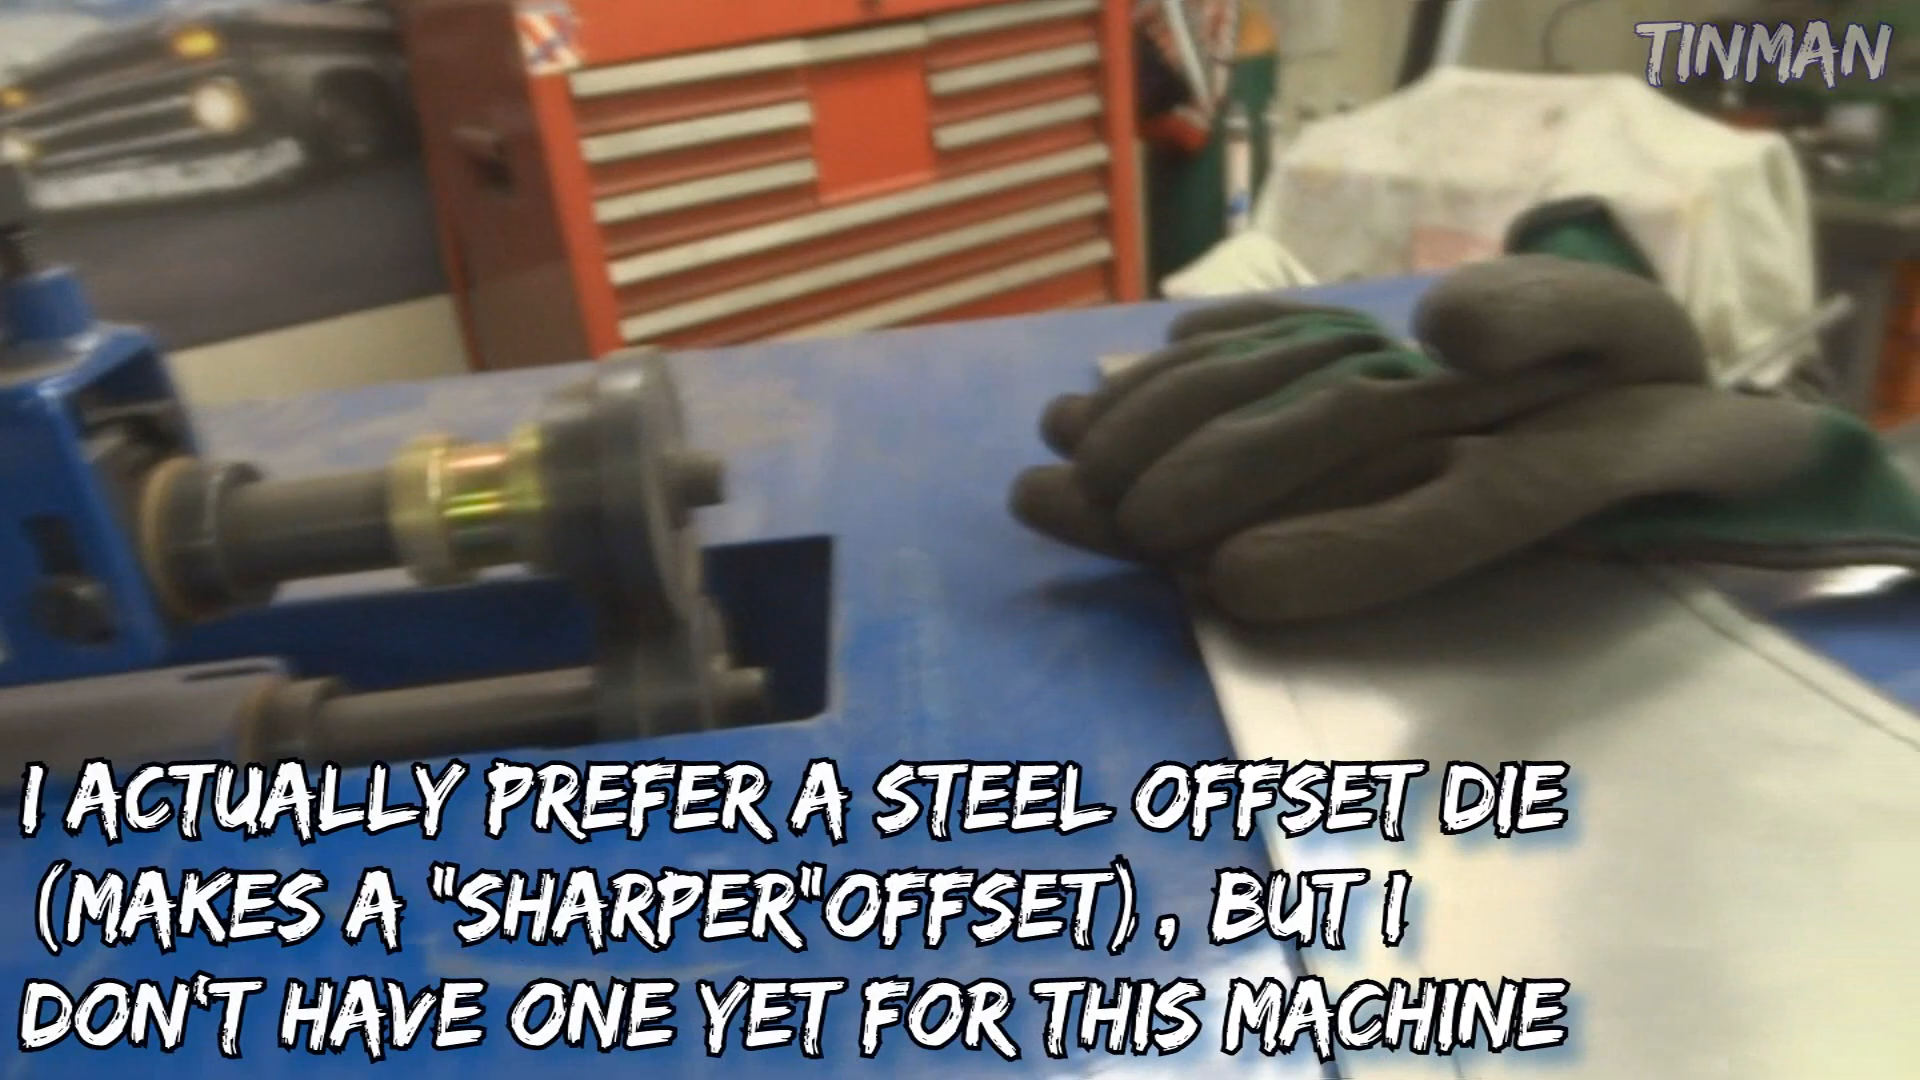 TINMAN
I ACTUALLY PREFER A STEEL OFFSET DIE
(MAKES A "SHARPER"OFFSET), BUT I
DON'T HAVE ONE YET FOR THIS MACHINE